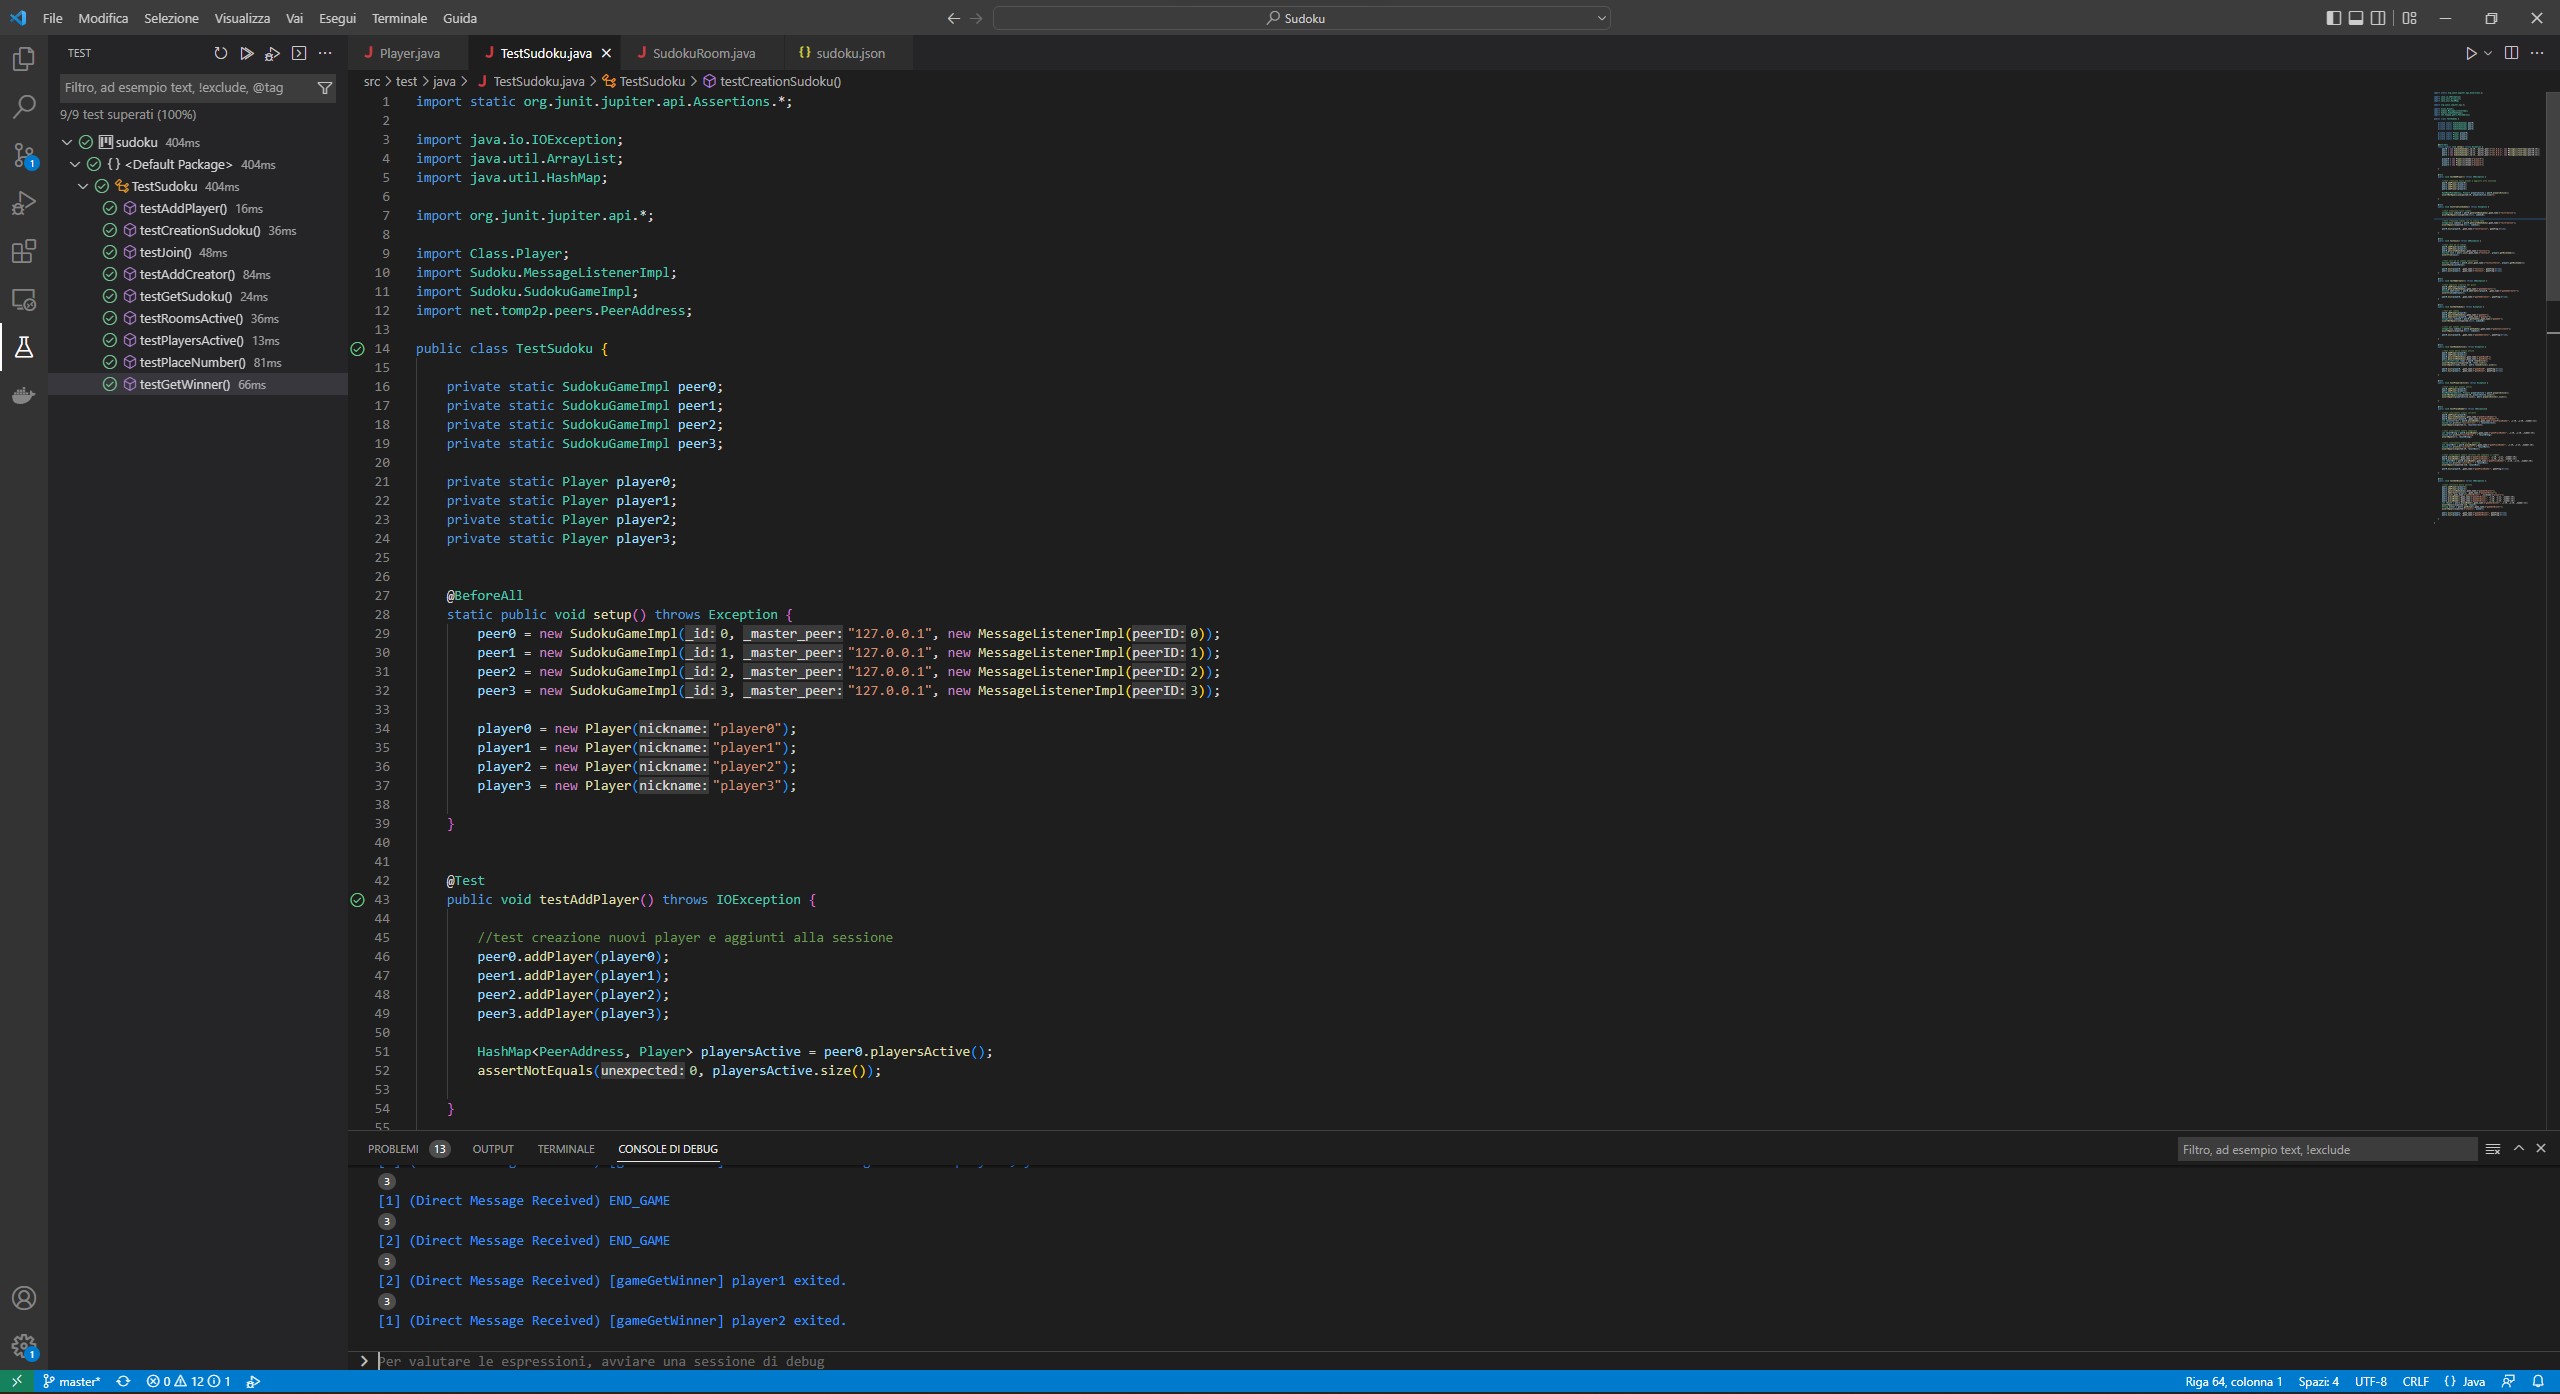 File Modifica Selezione Visualizza Vai Esegui Terminale Guida
Sudoku
TEST
Player.java TestSudoku.java SudokuRoom.java {} sudoku.json
Filtro, ad esempio text, !exclude, @tag
9/9 test superati (100%)
sudoku 404ms
{} <Default Package> 404ms
TestSudoku 404ms
testAddPlayer() 16ms
testCreationSudoku() 36ms
testJoin() 48ms
testAddCreator() 84ms
testGetSudoku() 24ms
testRoomsActive() 36ms
testPlayersActive() 13ms
testPlaceNumber() 81ms
testGetWinner() 66ms
src > test > java > TestSudoku.java > TestSudoku > testCreationSudoku()
1 import static org.junit.jupiter.api.Assertions.*;
2
3 import java.io.IOException;
4 import java.util.ArrayList;
5 import java.util.HashMap;
6
7 import org.junit.jupiter.api.*;
8
9 import Class.Player;
10 import Sudoku.MessageListenerImpl;
11 import Sudoku.SudokuGameImpl;
12 import net.tomp2p.peers.PeerAddress;
13
14 public class TestSudoku {
15
16 private static SudokuGameImpl peer0;
17 private static SudokuGameImpl peer1;
18 private static SudokuGameImpl peer2;
19 private static SudokuGameImpl peer3;
20
21 private static Player player0;
22 private static Player player1;
23 private static Player player2;
24 private static Player player3;
25
26
27 @BeforeAll
28 static public void setup() throws Exception {
29 peer0 = new SudokuGameImpl(_id: 0, _master_peer: "127.0.0.1", new MessageListenerImpl(peerID: 0));
30 peer1 = new SudokuGameImpl(_id: 1, _master_peer: "127.0.0.1", new MessageListenerImpl(peerID: 1));
31 peer2 = new SudokuGameImpl(_id: 2, _master_peer: "127.0.0.1", new MessageListenerImpl(peerID: 2));
32 peer3 = new SudokuGameImpl(_id: 3, _master_peer: "127.0.0.1", new MessageListenerImpl(peerID: 3));
33
34 player0 = new Player(nickname: "player0");
35 player1 = new Player(nickname: "player1");
36 player2 = new Player(nickname: "player2");
37 player3 = new Player(nickname: "player3");
38
39 }
40
41
42 @Test
43 public void testAddPlayer() throws IOException {
44
45 //test creazione nuovi player e aggiunti alla sessione
46 peer0.addPlayer(player0);
47 peer1.addPlayer(player1);
48 peer2.addPlayer(player2);
49 peer3.addPlayer(player3);
50
51 HashMap<PeerAddress, Player> playersActive = peer0.playersActive();
52 assertNotEquals(unexpected: 0, playersActive.size());
53
54 }
55
PROBLEMI 13 OUTPUT TERMINALE CONSOLE DI DEBUG
Filtro, ad esempio text, !exclude
3
[1] (Direct Message Received) END_GAME
3
[2] (Direct Message Received) END_GAME
3
[2] (Direct Message Received) [gameGetWinner] player1 exited.
3
[1] (Direct Message Received) [gameGetWinner] player2 exited.
Per valutare le espressioni, avviare una sessione di debug
master* 0 12 1
Riga 64, colonna 1 Spazi: 4 UTF-8 CRLF {} Java